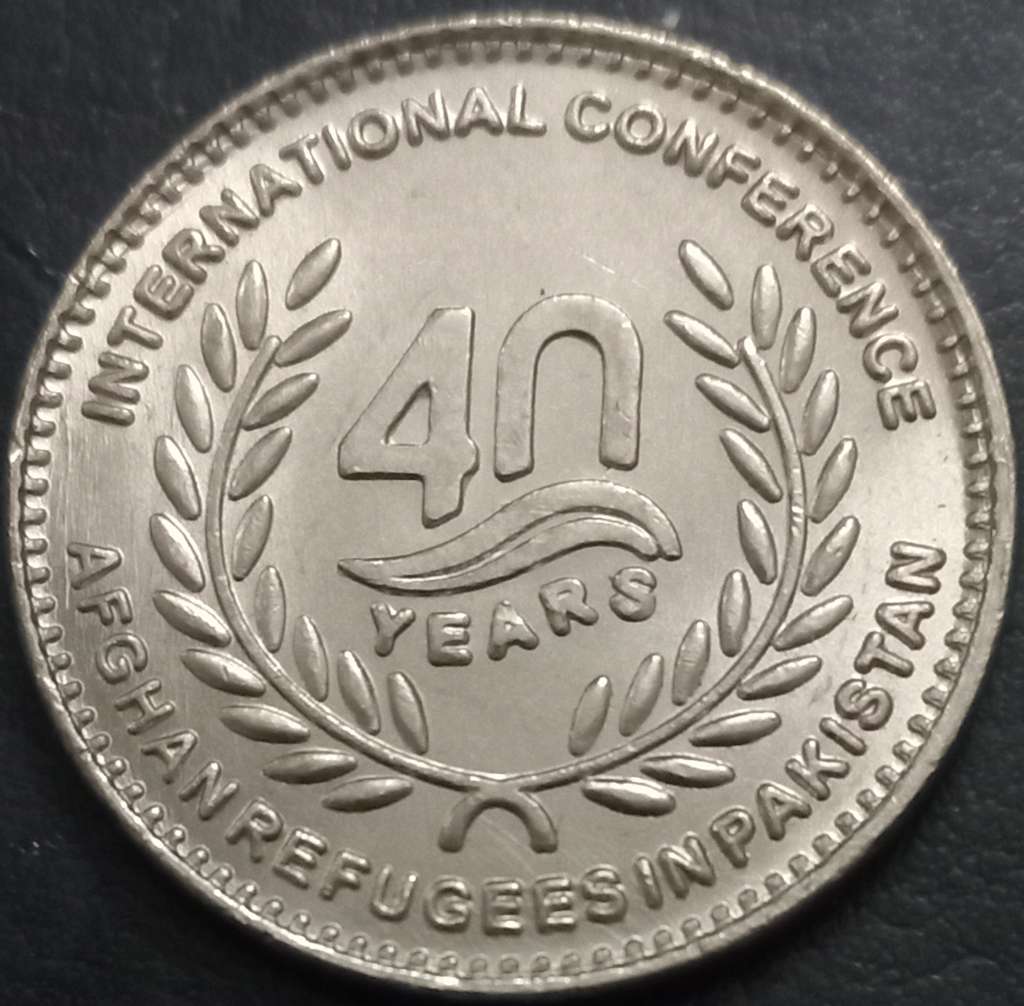 INTERNATIONAL CONFERENCE
40
YEARS
AFGHAN REFUGEES IN PAKISTAN